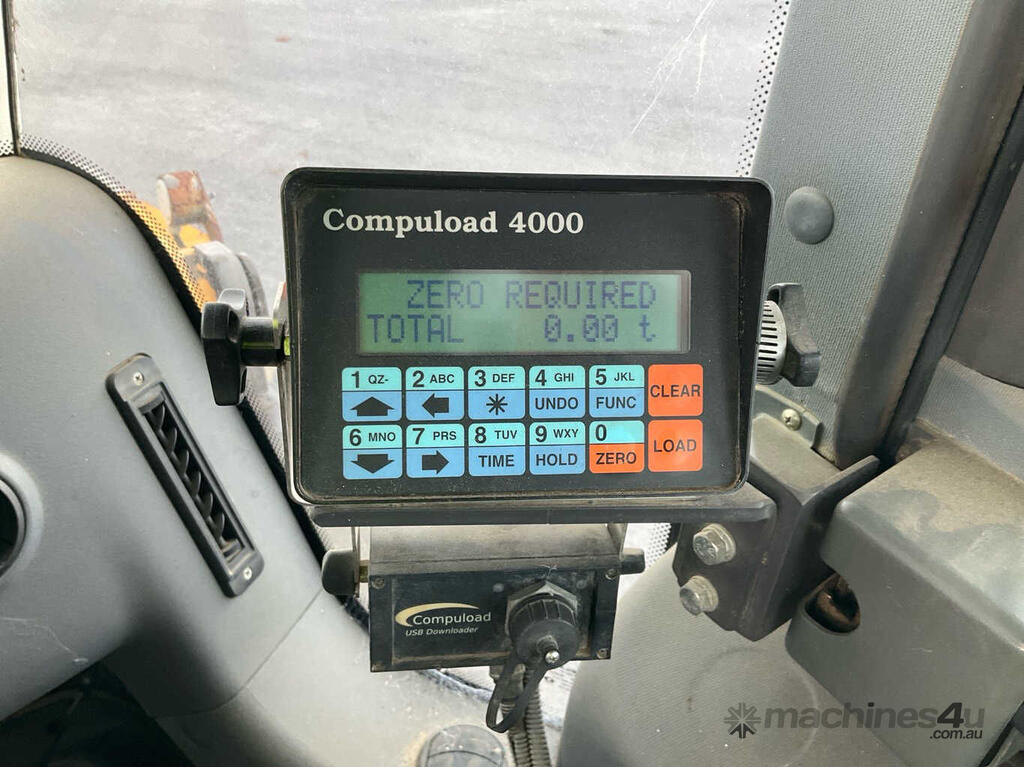 Compuload 4000
ZERO REQUIRED
TOTAL 0.00 t
1 QZ- 2 ABC 3 DEF 4 GHI 5 JKL
UNDO FUNC CLEAR
6 MNO 7 PRS 8 TUV 9 WXY 0
TIME HOLD ZERO LOAD
Compuload
USB Downloader
machines4u
.com.au